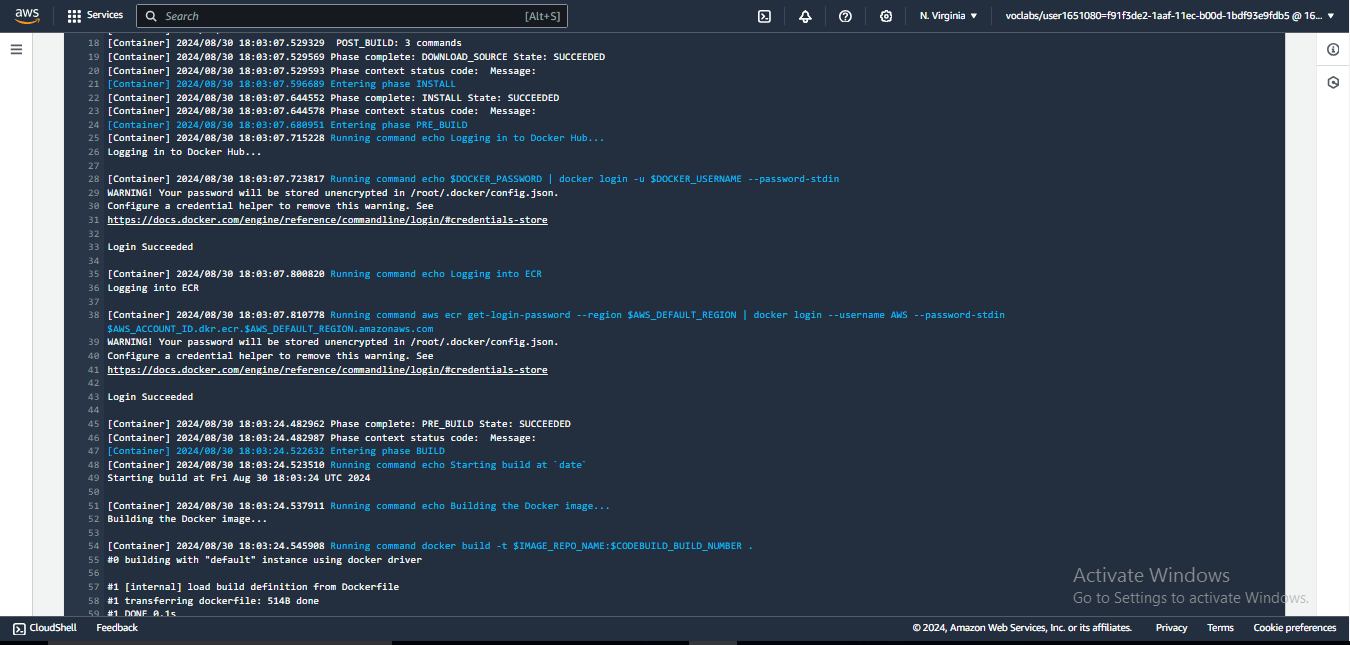 aws Services Search [Alt+S] N. Virginia ▼ voclabs/user1651080=f91f3de2-1aaf-11ec-b00d-1bdf93e9fdb5 @ 16... ▼
18 [Container] 2024/08/30 18:03:07.529329  POST_BUILD: 3 commands
19 [Container] 2024/08/30 18:03:07.529569 Phase complete: DOWNLOAD_SOURCE State: SUCCEEDED
20 [Container] 2024/08/30 18:03:07.529593 Phase context status code:  Message:
21 [Container] 2024/08/30 18:03:07.596689 Entering phase INSTALL
22 [Container] 2024/08/30 18:03:07.644552 Phase complete: INSTALL State: SUCCEEDED
23 [Container] 2024/08/30 18:03:07.644578 Phase context status code:  Message:
24 [Container] 2024/08/30 18:03:07.680951 Entering phase PRE_BUILD
25 [Container] 2024/08/30 18:03:07.715228 Running command echo Logging in to Docker Hub...
26 Logging in to Docker Hub...
27
28 [Container] 2024/08/30 18:03:07.723817 Running command echo $DOCKER_PASSWORD | docker login -u $DOCKER_USERNAME --password-stdin
29 WARNING! Your password will be stored unencrypted in /root/.docker/config.json.
30 Configure a credential helper to remove this warning. See
31 https://docs.docker.com/engine/reference/commandline/login/#credentials-store
32
33 Login Succeeded
34
35 [Container] 2024/08/30 18:03:07.800820 Running command echo Logging into ECR
36 Logging into ECR
37
38 [Container] 2024/08/30 18:03:07.810778 Running command aws ecr get-login-password --region $AWS_DEFAULT_REGION | docker login --username AWS --password-stdin
$AWS_ACCOUNT_ID.dkr.ecr.$AWS_DEFAULT_REGION.amazonaws.com
39 WARNING! Your password will be stored unencrypted in /root/.docker/config.json.
40 Configure a credential helper to remove this warning. See
41 https://docs.docker.com/engine/reference/commandline/login/#credentials-store
42
43 Login Succeeded
44
45 [Container] 2024/08/30 18:03:24.482962 Phase complete: PRE_BUILD State: SUCCEEDED
46 [Container] 2024/08/30 18:03:24.482987 Phase context status code:  Message:
47 [Container] 2024/08/30 18:03:24.522632 Entering phase BUILD
48 [Container] 2024/08/30 18:03:24.523510 Running command echo Starting build at `date`
49 Starting build at Fri Aug 30 18:03:24 UTC 2024
50
51 [Container] 2024/08/30 18:03:24.537911 Running command echo Building the Docker image...
52 Building the Docker image...
53
54 [Container] 2024/08/30 18:03:24.545908 Running command docker build -t $IMAGE_REPO_NAME:$CODEBUILD_BUILD_NUMBER .
55 #0 building with "default" instance using docker driver
56
57 #1 [internal] load build definition from Dockerfile
58 #1 transferring dockerfile: 514B done
59 #1 DONE 0.1s
Activate Windows
Go to Settings to activate Windows.
CloudShell Feedback © 2024, Amazon Web Services, Inc. or its affiliates. Privacy Terms Cookie preferences